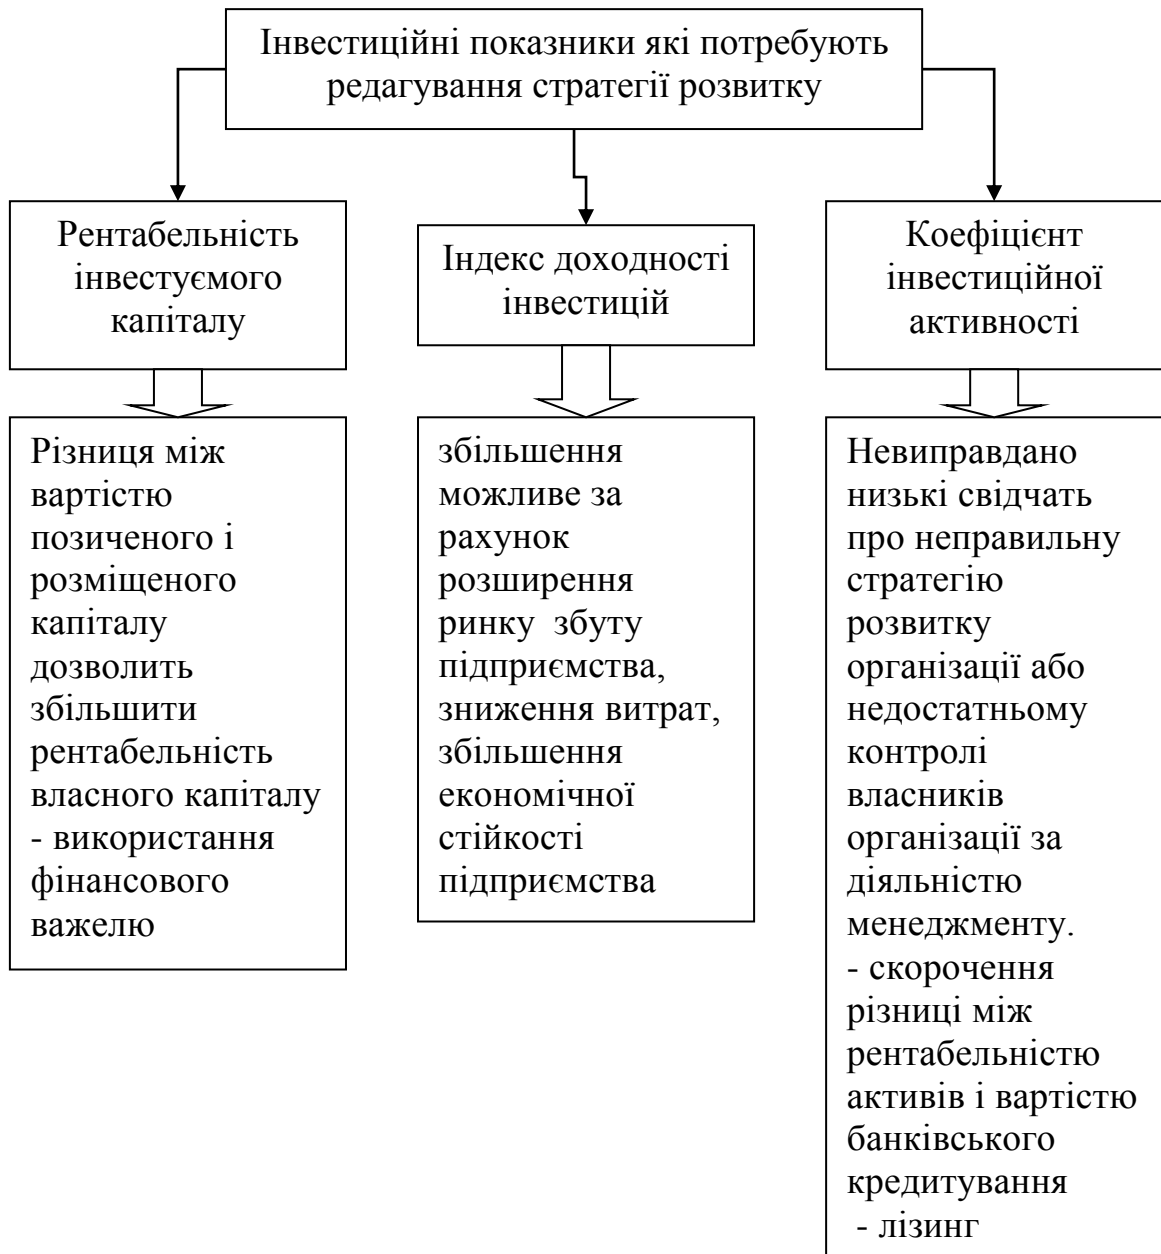 Інвестиційні показники які потребують
редагування стратегії розвитку
Рентабельність
інвестуємого
капіталу
Індекс доходності
інвестицій
Коефіцієнт
інвестиційної
активності
Різниця між
вартістю
позиченого і
розміщеного
капіталу
дозволить
збільшити
рентабельність
власного капіталу
- використання
фінансового
важелю
збільшення
можливе за
рахунок
розширення
ринку збуту
підприємства,
зниження витрат,
збільшення
економічної
стійкості
підприємства
Невиправдано
низькі свідчать
про неправильну
стратегію
розвитку
організації або
недостатньому
контролі
власників
організації за
діяльністю
менеджменту.
- скорочення
різниці між
рентабельністю
активів і вартістю
банківського
кредитування
- лізинг